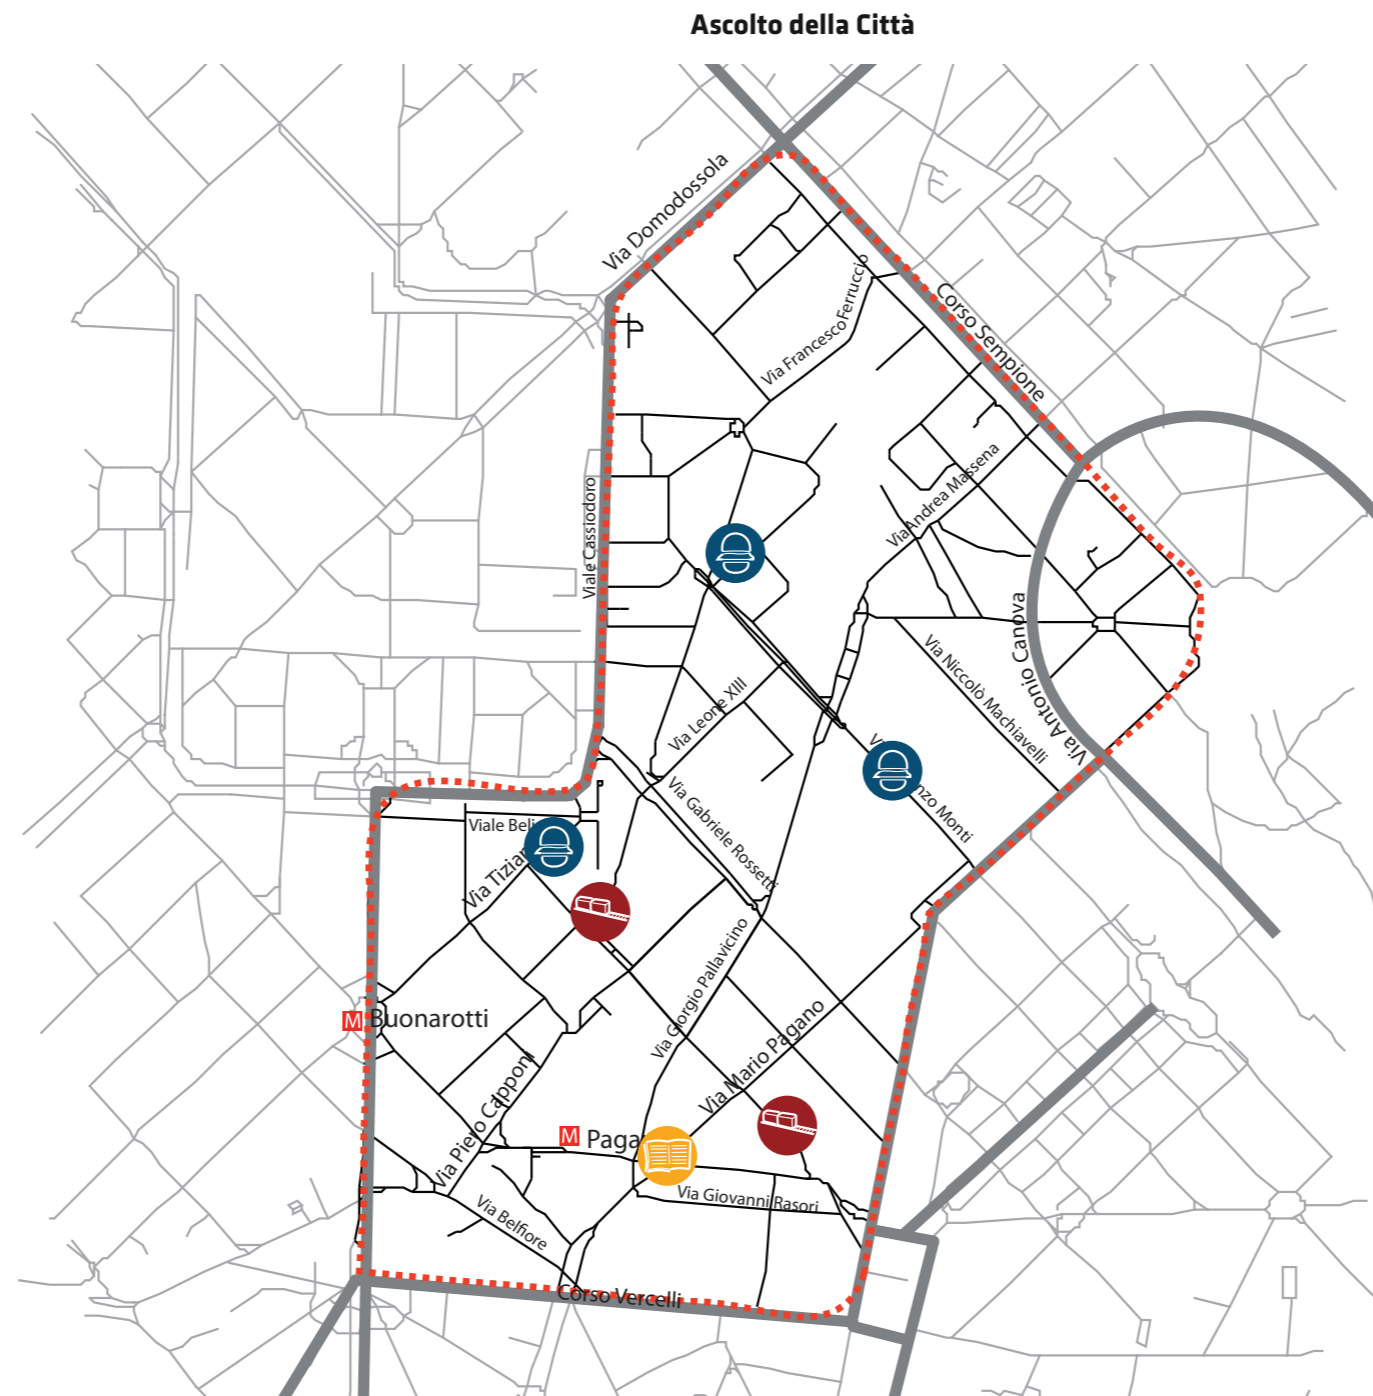 Ascolto della Città
Via Domodossola
Corso Sempione
Via Francesco Ferruccio
Via Andrea Massena
Viale Cassiodoro
Via Antonio Canova
Via Niccolò Machiavelli
Via Leone XIII
nzo Monti
Via Gabriele Rossetti
Viale Beli
Via Tizian
Via Giorgio Pallavicino
M Buonarotti
Via Mario Pagano
Via Piero Capponi
M Paga
Via Giovanni Rasori
Via Belfiore
Corso Vercelli